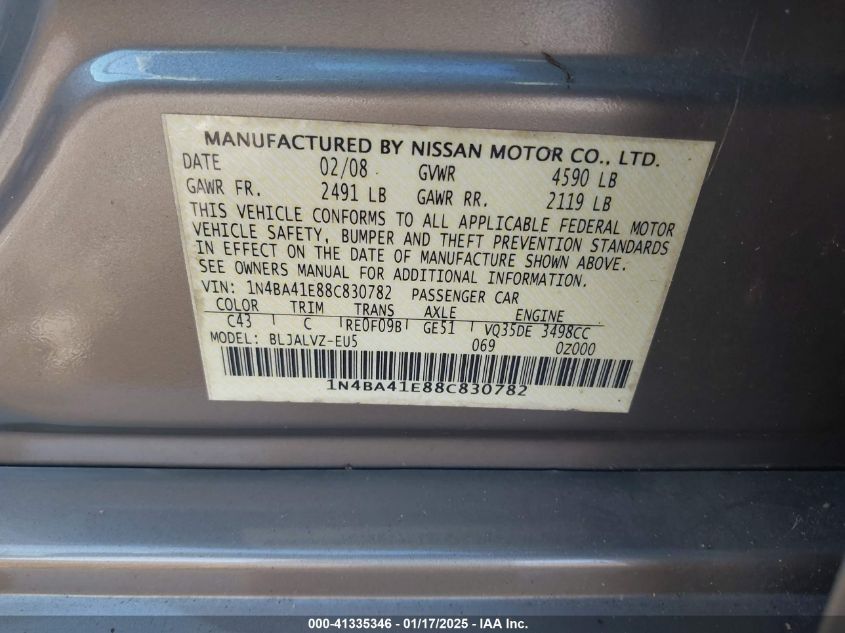 MANUFACTURED BY NISSAN MOTOR CO., LTD.
DATE 02/08 GVWR 4590 LB
GAWR FR. 2491 LB GAWR RR. 2119 LB
THIS VEHICLE CONFORMS TO ALL APPLICABLE FEDERAL MOTOR
VEHICLE SAFETY, BUMPER AND THEFT PREVENTION STANDARDS
IN EFFECT ON THE DATE OF MANUFACTURE SHOWN ABOVE.
SEE OWNERS MANUAL FOR ADDITIONAL INFORMATION.
VIN: 1N4BA41E88C830782 PASSENGER CAR
COLOR TRIM TRANS AXLE ENGINE
C43 C RE0F09B GE51 VQ35DE 3498CC
MODEL: BLJALVZ-EU5 069 0Z000
1N4BA41E88C830782
000-41335346 - 01/17/2025 - IAA Inc.